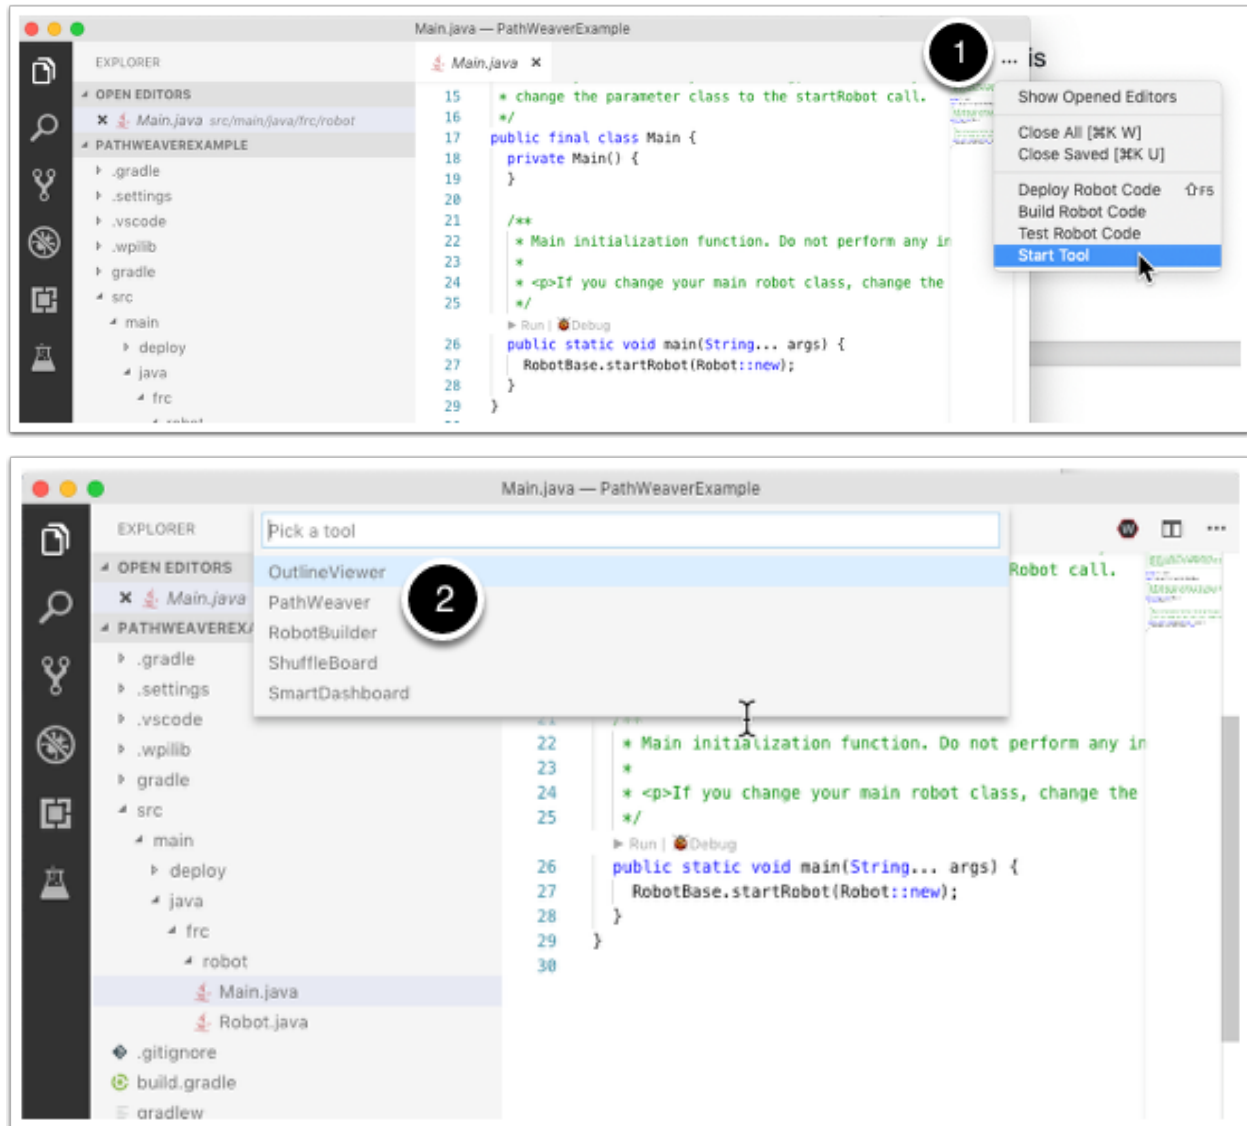 Main.java — PathWeaverExample
EXPLORER
Main.java
1
... is
OPEN EDITORS
Main.java src/main/java/frc/robot
PATHWEAVEREXAMPLE
.gradle
.settings
.vscode
.wpilib
gradle
src
main
deploy
java
frc
15 * change the parameter class to the startRobot call.
16 */
17 public final class Main {
18 private Main() {
19 }
20
21 /**
22 * Main initialization function. Do not perform any in
23 *
24 * <p>If you change your main robot class, change the
25 */
Run | Debug
26 public static void main(String... args) {
27 RobotBase.startRobot(Robot::new);
28 }
29 }
Show Opened Editors
Close All [⌘K W]
Close Saved [⌘K U]
Deploy Robot Code ⇧F5
Build Robot Code
Test Robot Code
Start Tool
Main.java — PathWeaverExample
EXPLORER
Pick a tool
W
...
OutlineViewer
PathWeaver
RobotBuilder
ShuffleBoard
SmartDashboard
2
OPEN EDITORS
Main.java
PATHWEAVEREX
.gradle
.settings
.vscode
.wpilib
gradle
src
main
deploy
java
frc
robot
Main.java
Robot.java
.gitignore
build.gradle
gradlew
Robot call.
22 * Main initialization function. Do not perform any in
23 *
24 * <p>If you change your main robot class, change the
25 */
Run | Debug
26 public static void main(String... args) {
27 RobotBase.startRobot(Robot::new);
28 }
29 }
30